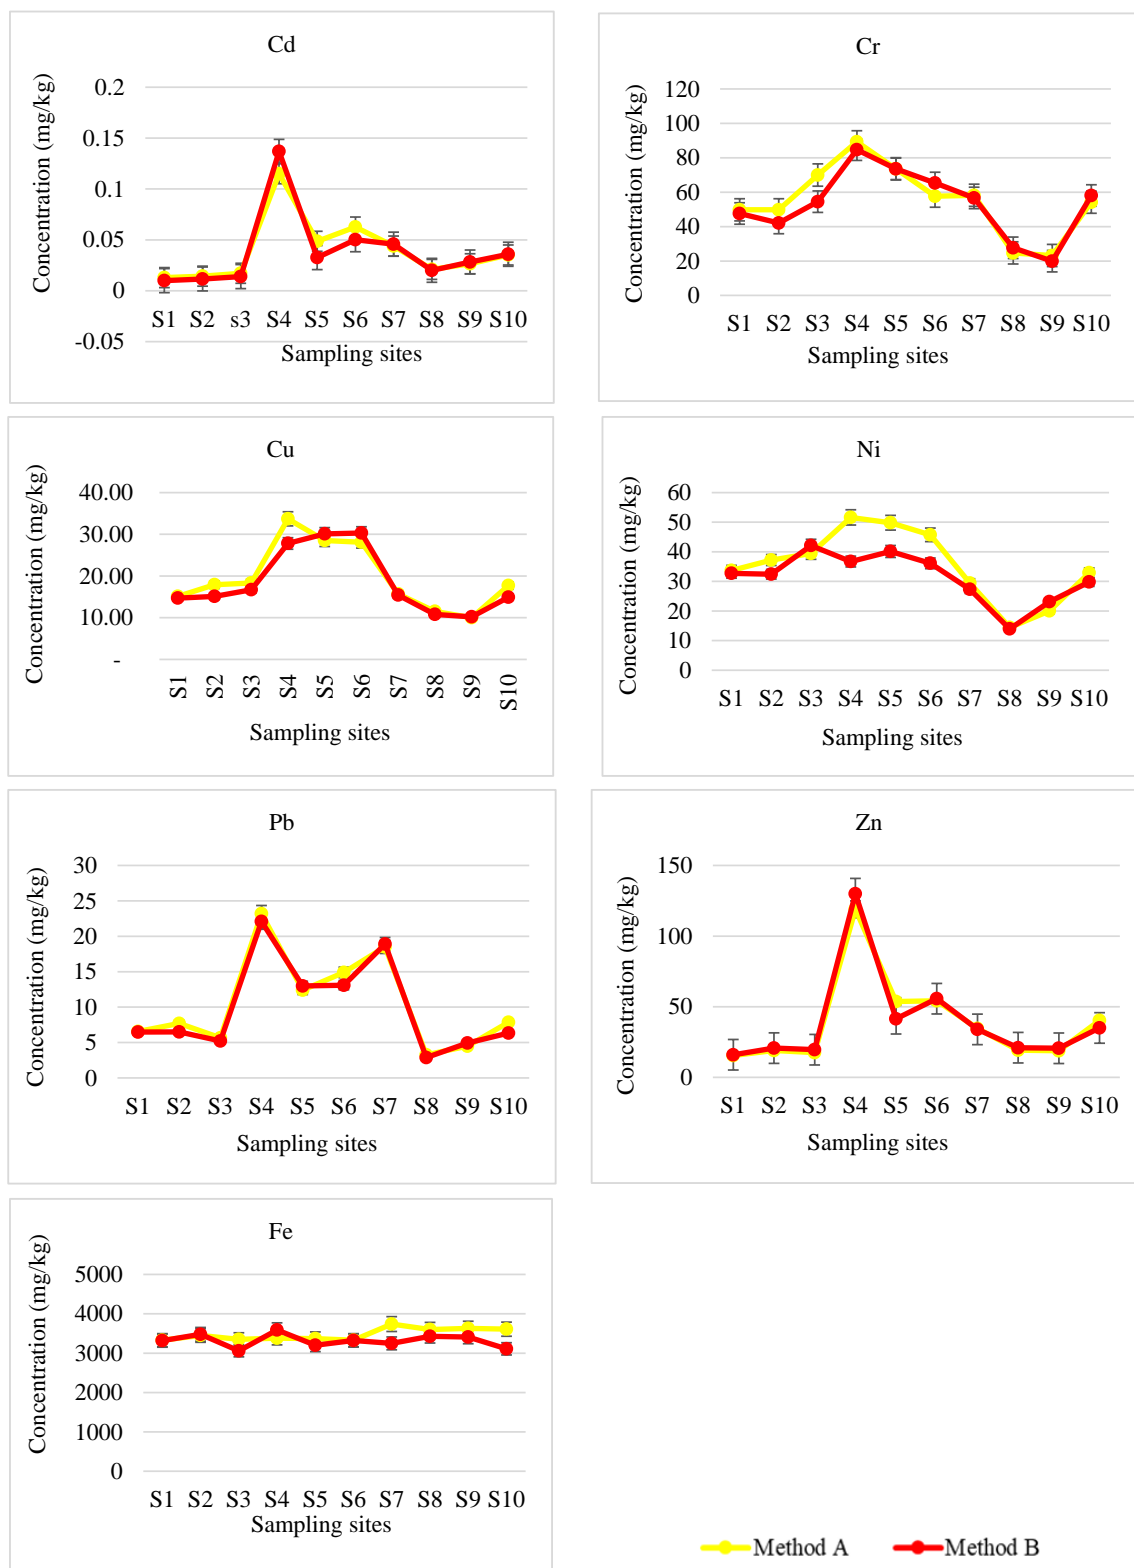 Cd
Concentration (mg/kg)
0.2
0.15
0.1
0.05
0
-0.05
S1 S2 s3 S4 S5 S6 S7 S8 S9 S10
Sampling sites
Cr
Concentration (mg/kg)
120
100
80
60
40
20
0
S1 S2 S3 S4 S5 S6 S7 S8 S9 S10
Sampling sites
Cu
Concentration (mg/kg)
40.00
30.00
20.00
10.00
-
S1 S2 S3 S4 S5 S6 S7 S8 S9 S10
Sampling sites
Ni
Concentration (mg/kg)
60
50
40
30
20
10
0
S1 S2 S3 S4 S5 S6 S7 S8 S9 S10
Sampling sites
Pb
Concentration (mg/kg)
30
25
20
15
10
5
0
S1 S2 S3 S4 S5 S6 S7 S8 S9 S10
Sampling sites
Zn
Concentration (mg/kg)
150
100
50
0
S1 S2 S3 S4 S5 S6 S7 S8 S9 S10
Sampling sites
Fe
Concentration (mg/kg)
5000
4000
3000
2000
1000
0
S1 S2 S3 S4 S5 S6 S7 S8 S9 S10
Sampling sites
Method A Method B